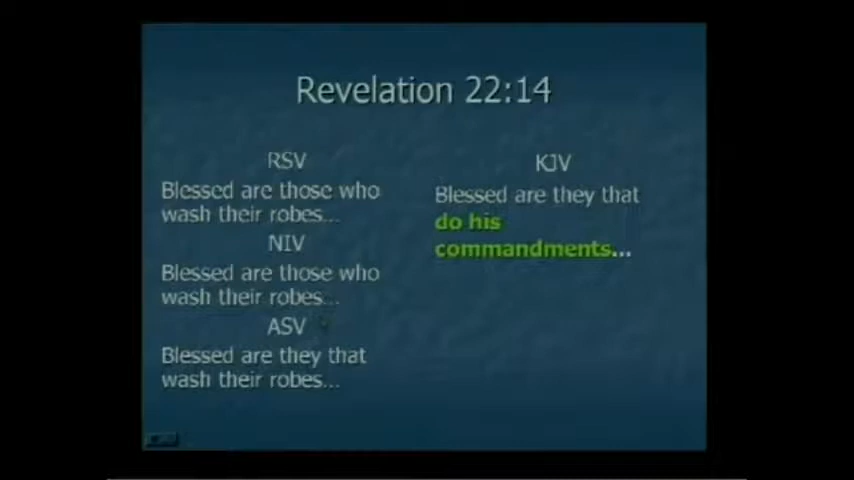 Revelation 22:14
RSV
Blessed are those who
wash their robes...
NIV
Blessed are those who
wash their robes...
ASV
Blessed are they that
wash their robes...
KJV
Blessed are they that
do his
commandments...